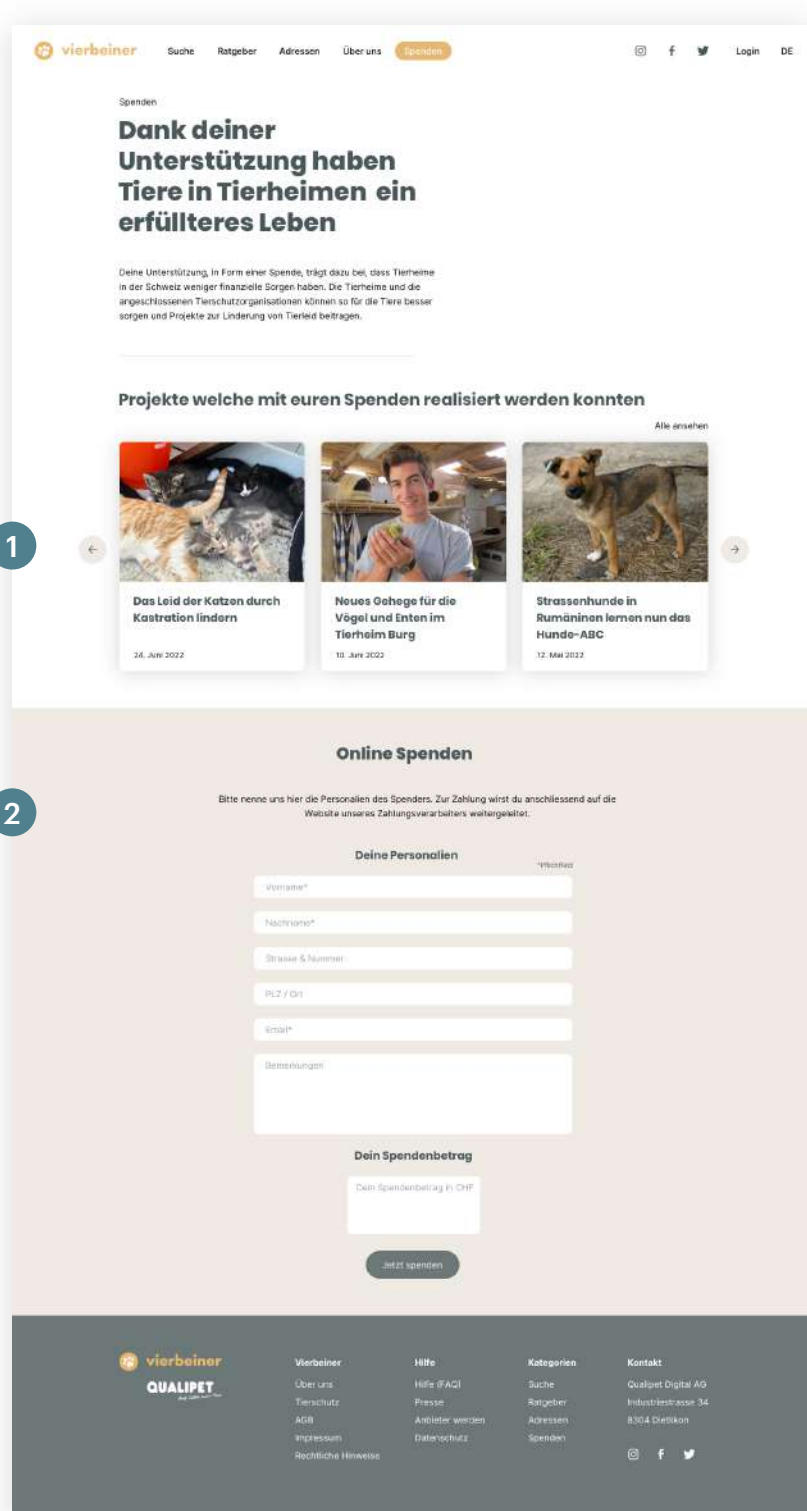 vierbeiner Suche Ratgeber Adressen Über uns Spenden Login DE
Spenden
Dank deiner
Unterstützung haben
Tiere in Tierheimen ein
erfüllteres Leben
Deine Unterstützung, in Form einer Spende, trägt dazu bei, dass Tierheime
in der Schweiz weniger finanzielle Sorgen haben. Die Tierheime und die
angeschlossenen Tierschutzorganisationen können so für die Tiere besser
sorgen und Projekte zur Linderung von Tierleid beitragen.
Projekte welche mit euren Spenden realisiert werden konnten
Alle ansehen
1
Das Leid der Katzen durch
Kastration lindern
24. Juni 2022
Neues Gehege für die
Vögel und Enten im
Tierheim Burg
10. Juni 2022
Strassenhunde in
Rumäninen lernen nun das
Hunde-ABC
12. Mai 2022
2
Online Spenden
Bitte nenne uns hier die Personalien des Spenders. Zur Zahlung wirst du anschliessend auf die
Website unseres Zahlungsverarbeiters weitergeleitet.
Deine Personalien
*Pflichtfeld
Vorname*
Nachname*
Strasse & Nummer
PLZ / Ort
Email*
Bemerkungen
Dein Spendenbetrag
Dein Spendenbetrag in CHF
Jetzt spenden
vierbeiner
QUALIPET
Vierbeiner
Über uns
Tierschutz
AGB
Impressum
Rechtliche Hinweise
Hilfe
Hilfe (FAQ)
Presse
Anbieter werden
Datenschutz
Kategorien
Suche
Ratgeber
Adressen
Spenden
Kontakt
Qualipet Digital AG
Industriestrasse 34
8304 Dietlikon